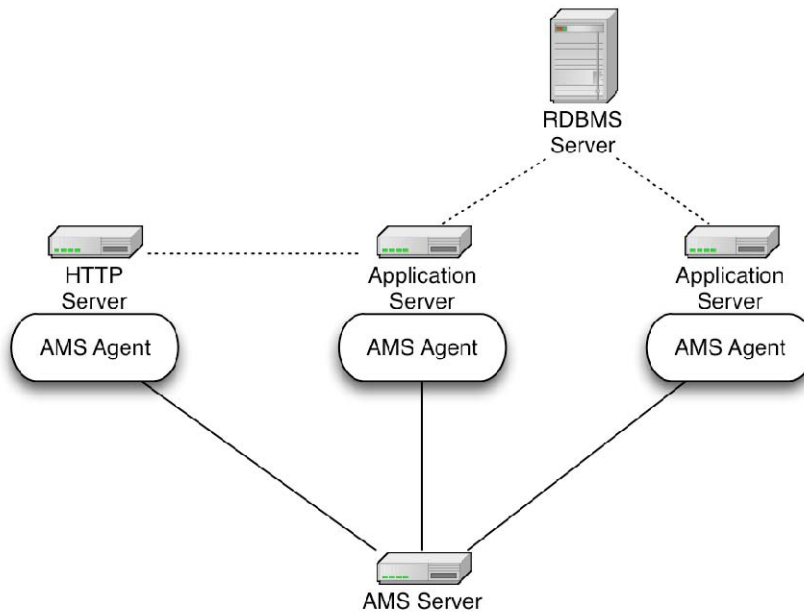 RDBMS
Server
HTTP
Server
Application
Server
Application
Server
AMS Agent
AMS Agent
AMS Agent
AMS Server